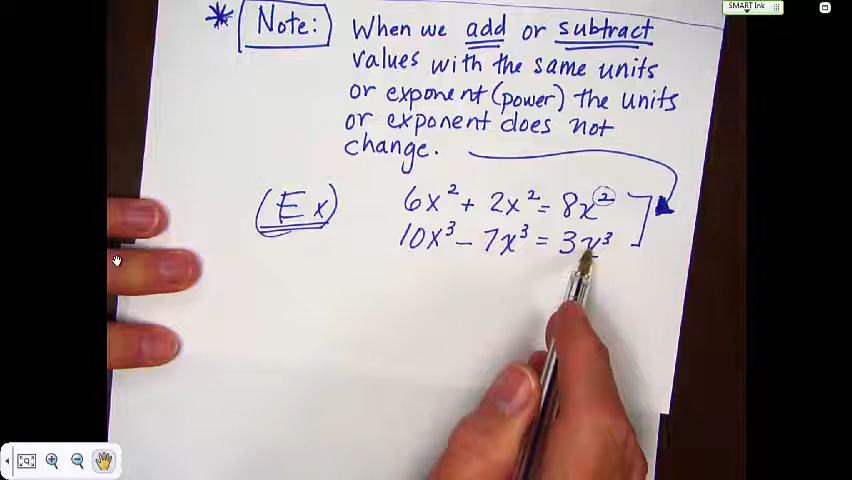 SMART Ink
* Note: When we add or subtract
values with the same units
or exponent (power) the units
or exponent does not
change.
(Ex) 6x² + 2x² = 8x²
10x³ - 7x³ = 3x³